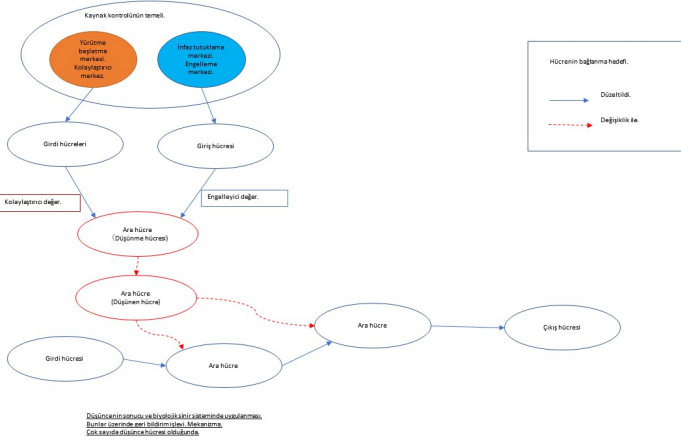 Kaynak kontrolünün temeli.
Yürütme
başlatma
merkezi.
Kolaylaştırıcı
merkez.
İnfaz tutuklama
merkezi.
Engelleme
merkezi.
Hücrenin bağlanma hedefi.
Düzeltildi.
Değişiklik ile.
Girdi hücreleri
Giriş hücresi
Kolaylaştırıcı değer.
Engelleyici değer.
Ara hücre
(Düşünme hücresi)
Ara hücre
(Düşünen hücre)
Ara hücre
Çıkış hücresi
Girdi hücresi
Ara hücre
Düşüncenin sonucu ve biyolojik sinir sisteminde uygulanması.
Bunlar üzerinde geri bildirim işlevi. Mekanizma.
Çok sayıda düşünce hücresi olduğunda.